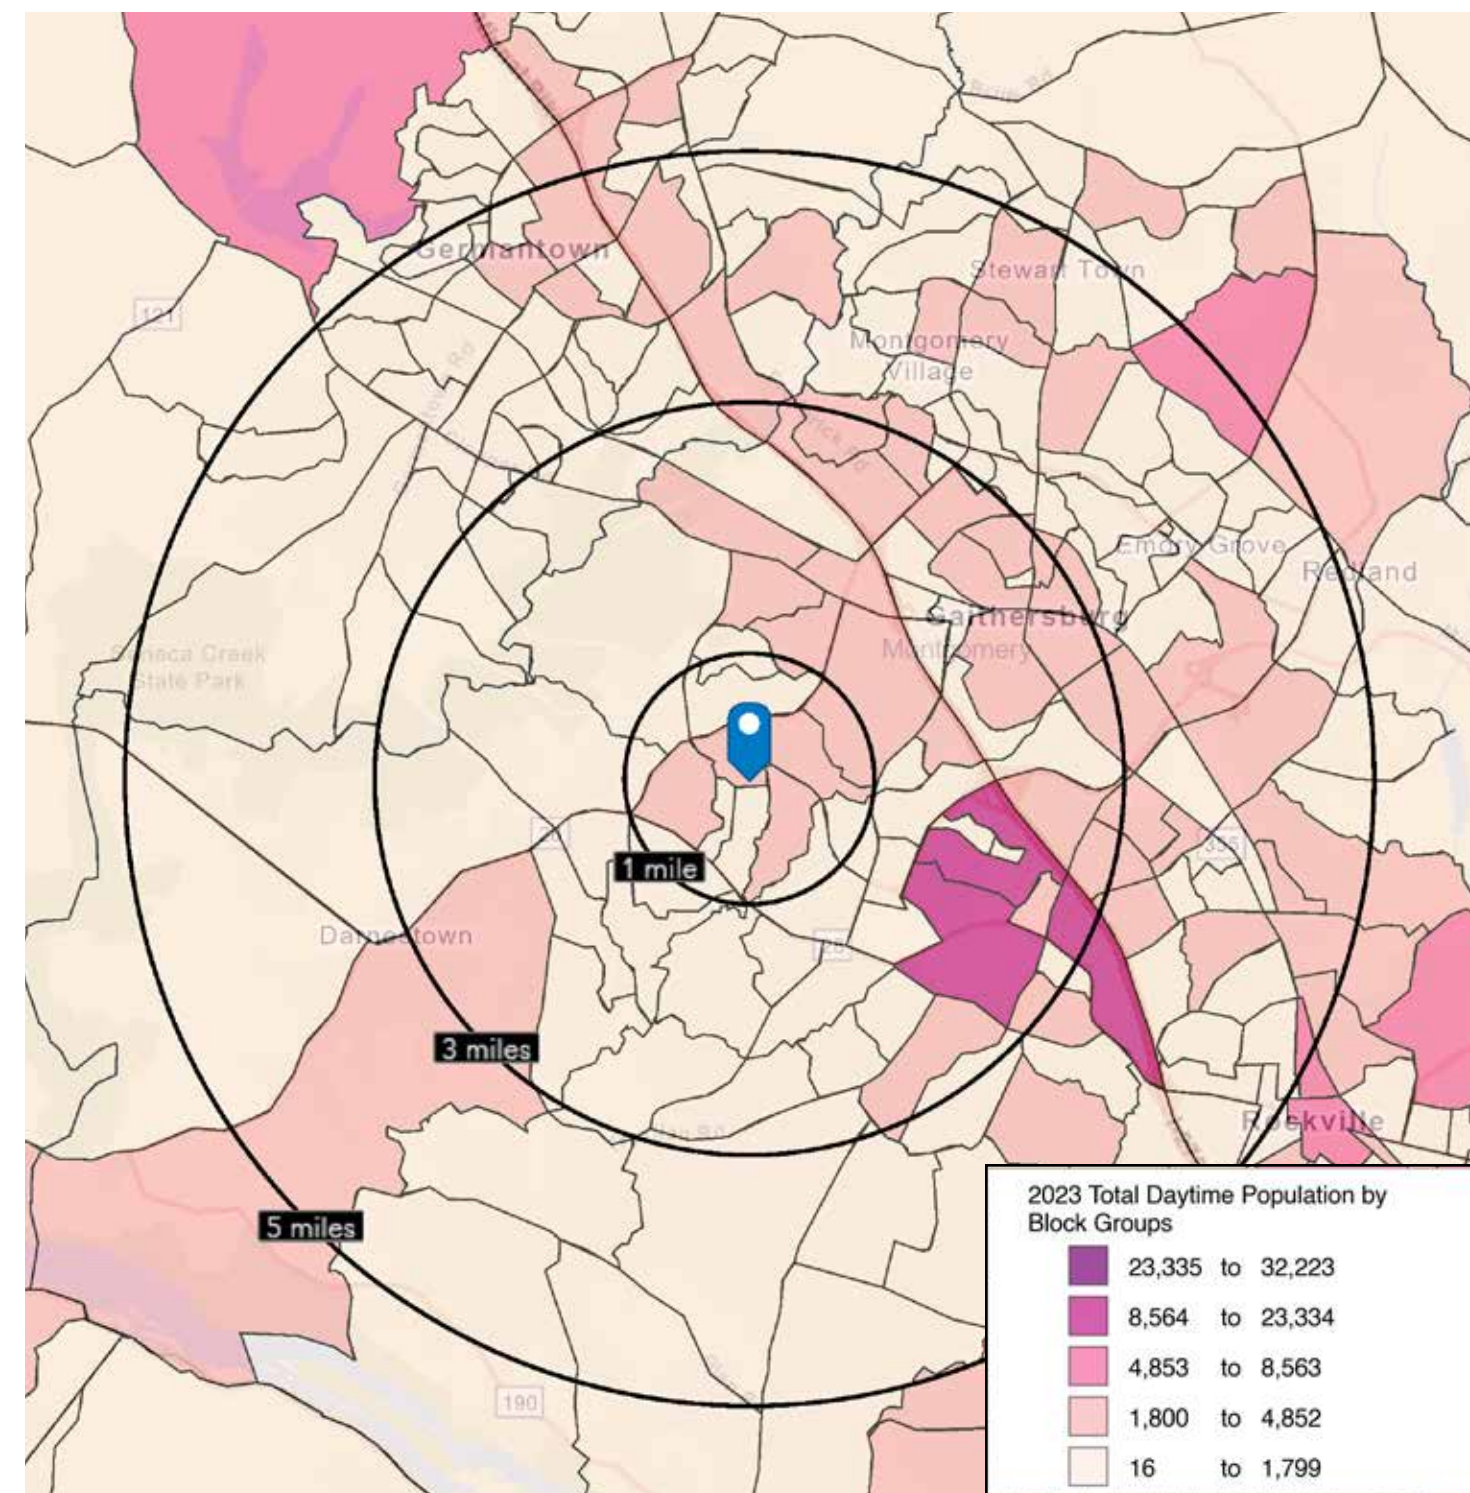 Germantown
121
Stewart Town
Montgomery
Village
Emory Grove
Redland
Gaithersburg
Montgomery
Seneca Creek
State Park
1 mile
28
355
Darnestown
28
3 miles
Rockville
5 miles
190
2023 Total Daytime Population by
Block Groups
23,335 to 32,223
8,564 to 23,334
4,853 to 8,563
1,800 to 4,852
16 to 1,799